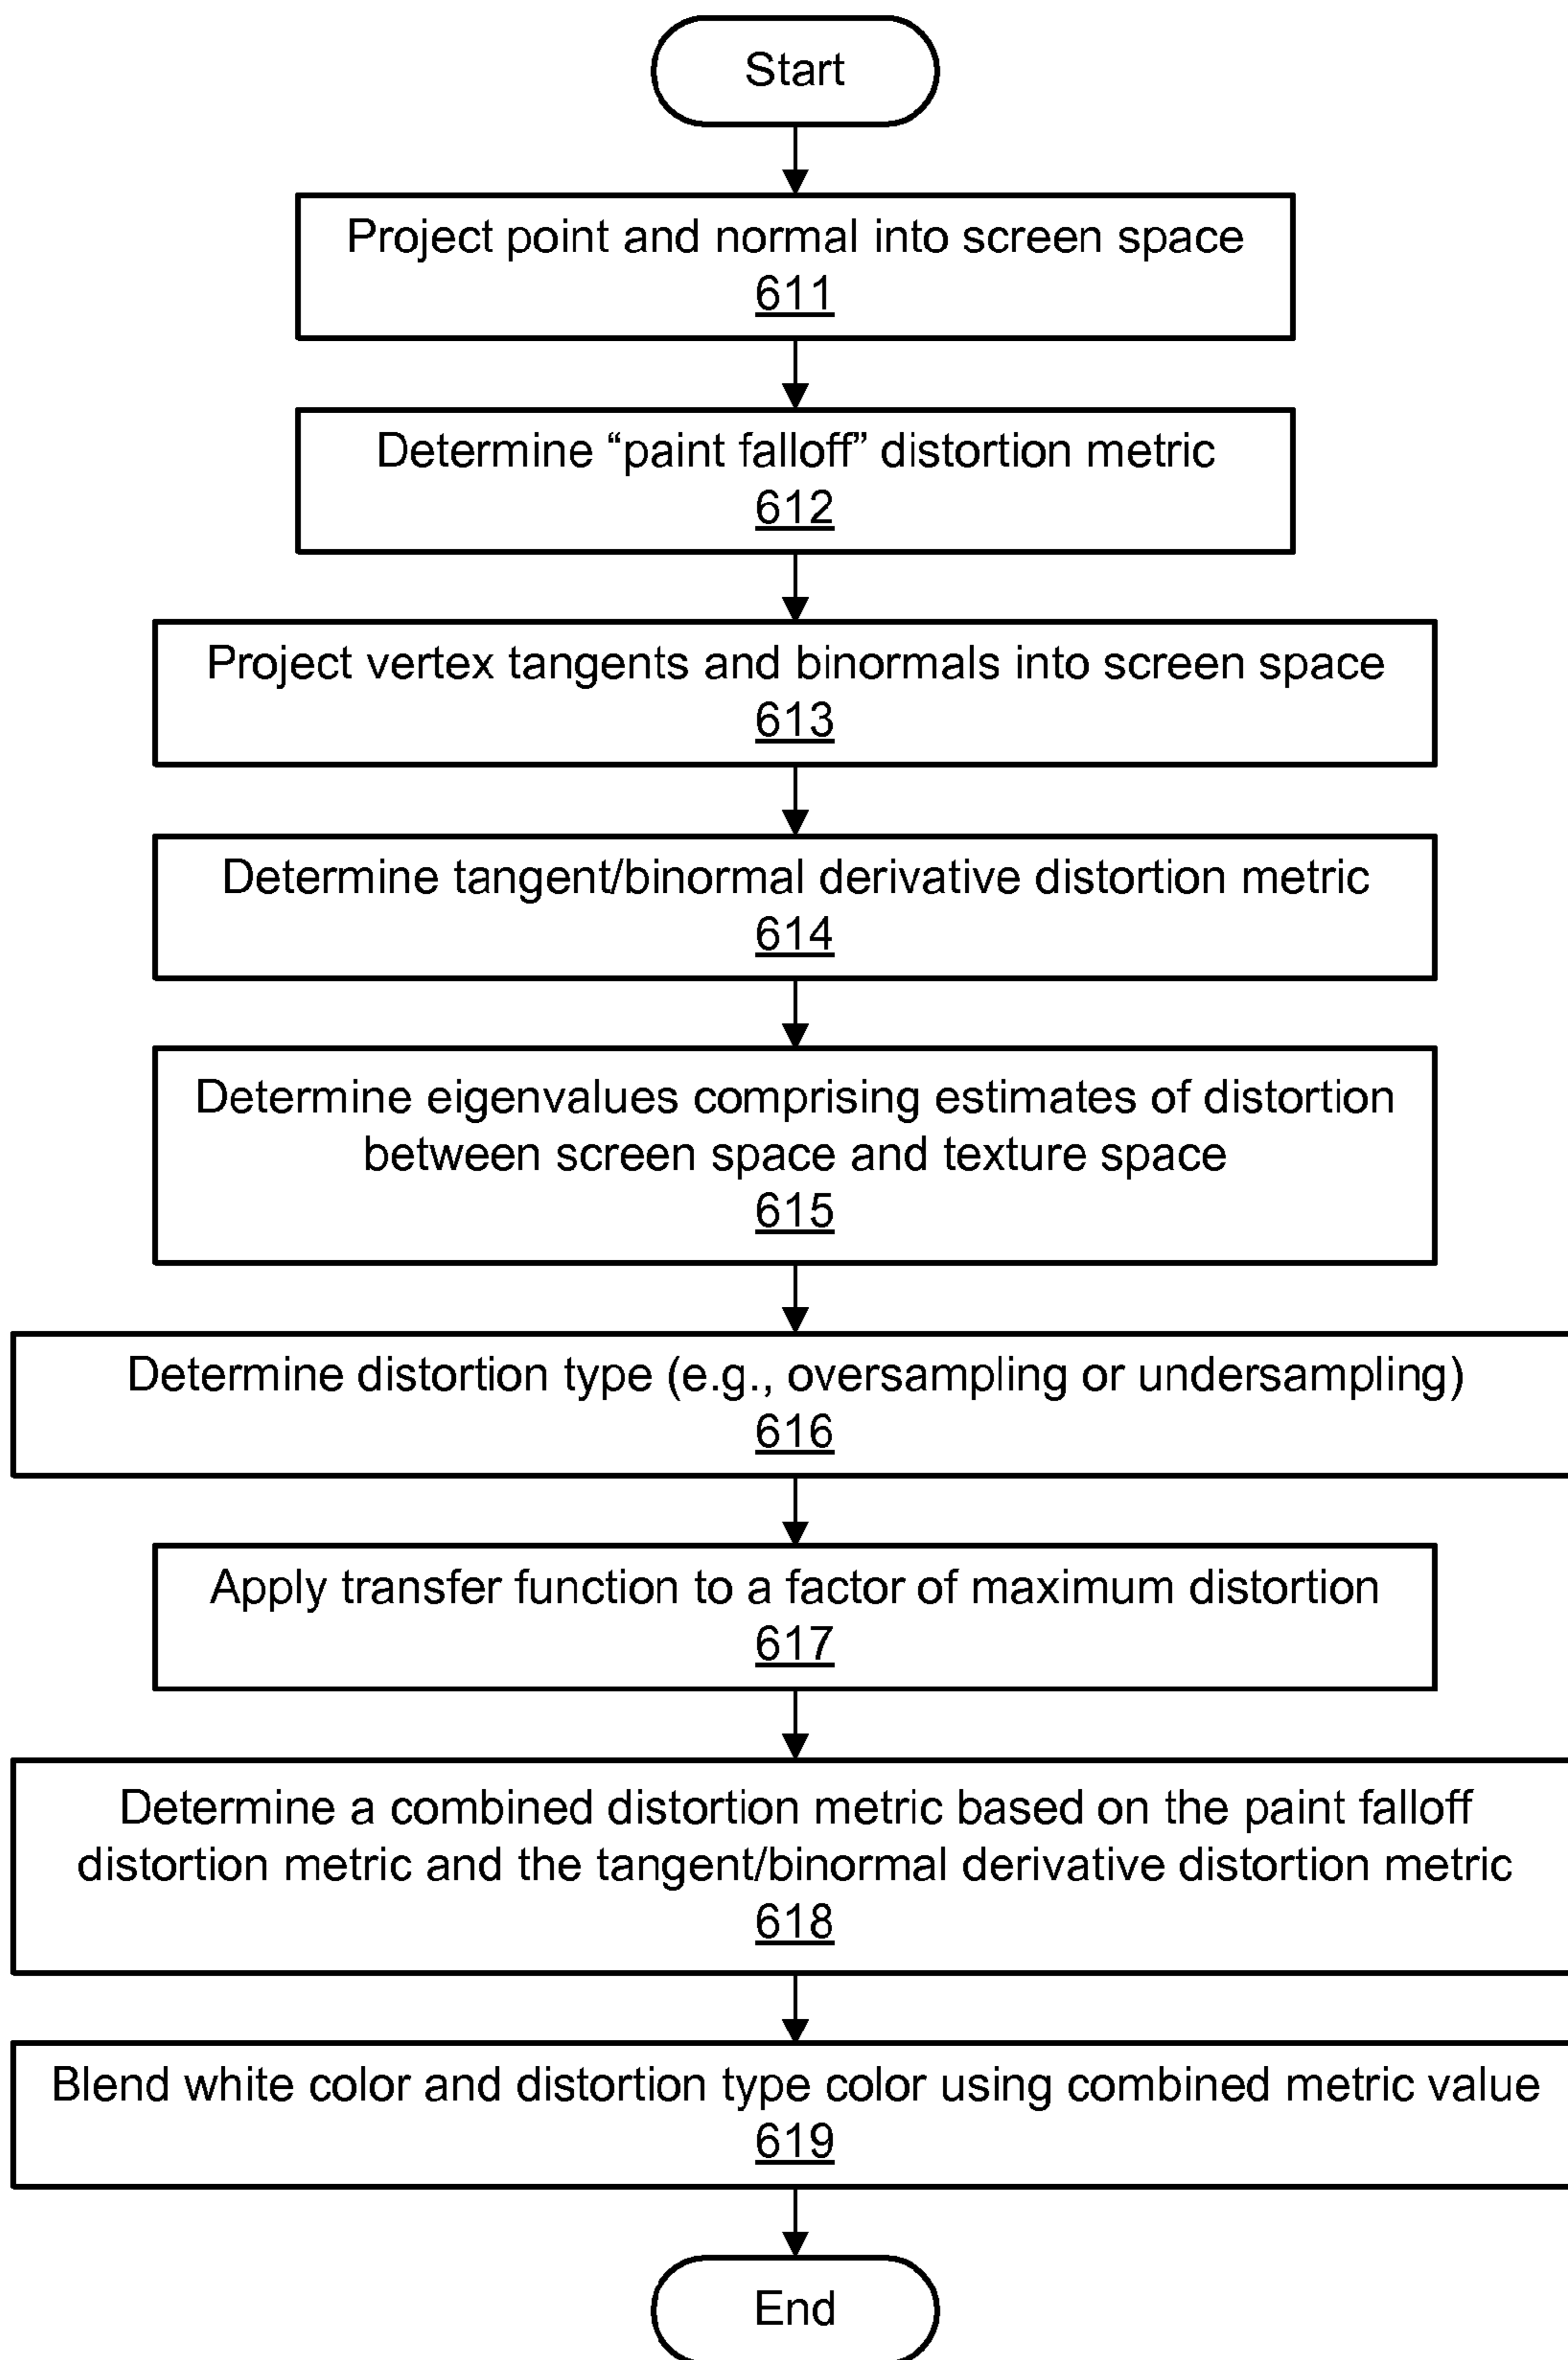 Start
Project point and normal into screen space
611
Determine “paint falloff” distortion metric
612
Project vertex tangents and binormals into screen space
613
Determine tangent/binormal derivative distortion metric
614
Determine eigenvalues comprising estimates of distortion
between screen space and texture space
615
Determine distortion type (e.g., oversampling or undersampling)
616
Apply transfer function to a factor of maximum distortion
617
Determine a combined distortion metric based on the paint falloff
distortion metric and the tangent/binormal derivative distortion metric
618
Blend white color and distortion type color using combined metric value
619
End